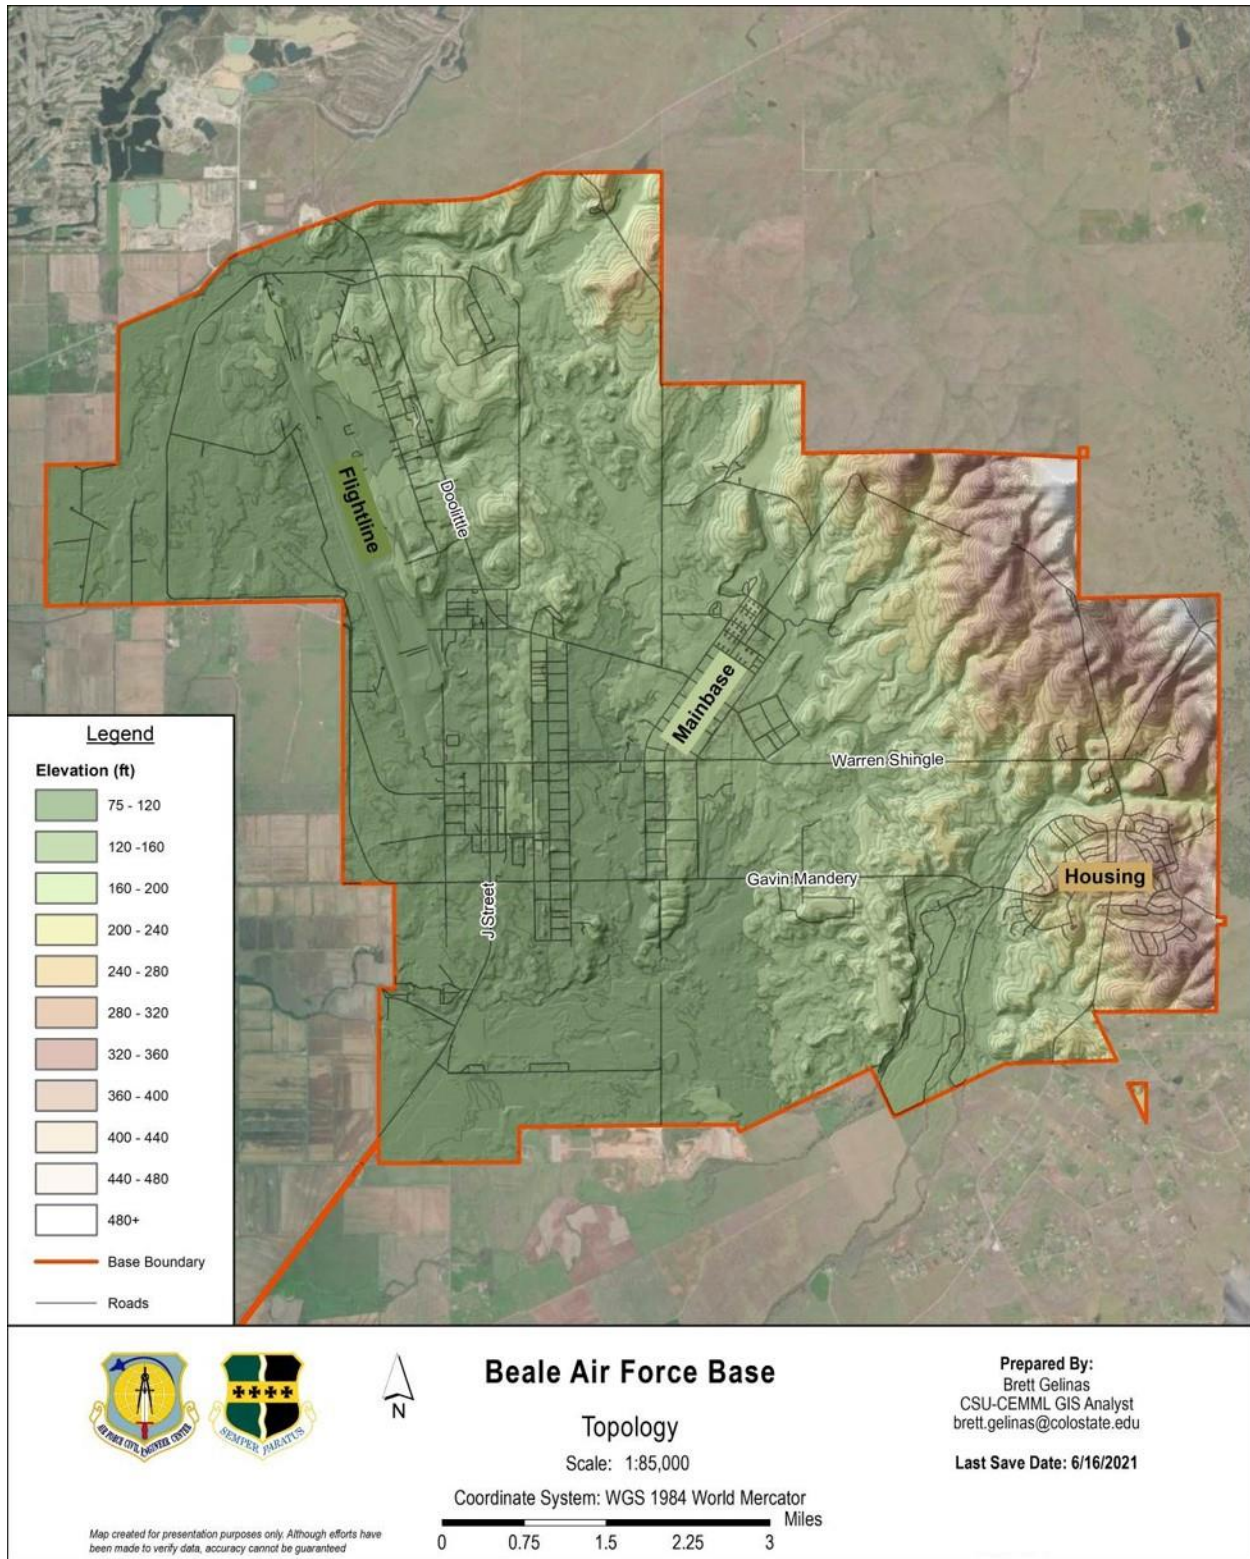 Flightline
Doolittle
Mainbase
Warren Shingle
Gavin Mandery
Housing
J Street
Legend
Elevation (ft)
75 - 120
120 -160
160 - 200
200 - 240
240 - 280
280 - 320
320 - 360
360 - 400
400 - 440
440 - 480
480+
Base Boundary
Roads
AIR FORCE CIVIL ENGINEER CENTER
SEMPER PARATUS
N
Beale Air Force Base
Topology
Scale: 1:85,000
Coordinate System: WGS 1984 World Mercator
Miles
0 0.75 1.5 2.25 3
Prepared By:
Brett Gelinas
CSU-CEMML GIS Analyst
brett.gelinas@colostate.edu
Last Save Date: 6/16/2021
Map created for presentation purposes only. Although efforts have
been made to verify data, accuracy cannot be guaranteed